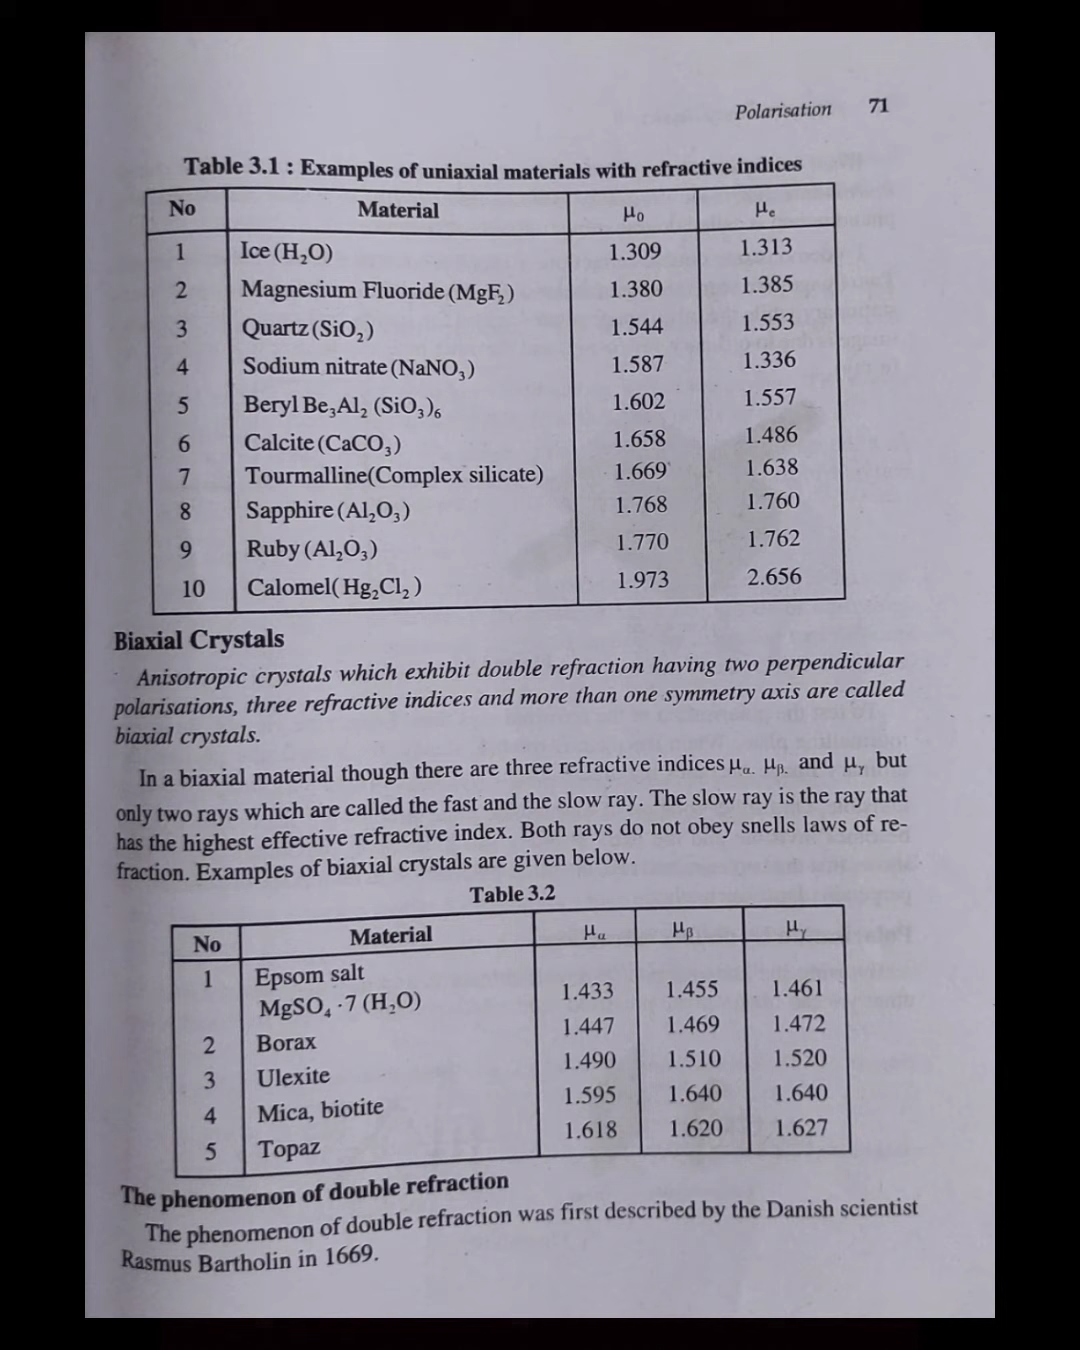 Polarisation 71
Table 3.1 : Examples of uniaxial materials with refractive indices
No Material μₒ μₑ
1 Ice (H₂O) 1.309 1.313
2 Magnesium Fluoride (MgF₂) 1.380 1.385
3 Quartz (SiO₂) 1.544 1.553
4 Sodium nitrate (NaNO₃) 1.587 1.336
5 Beryl Be₃Al₂ (SiO₃)₆ 1.602 1.557
6 Calcite (CaCO₃) 1.658 1.486
7 Tourmalline(Complex silicate) 1.669 1.638
8 Sapphire (Al₂O₃) 1.768 1.760
9 Ruby (Al₂O₃) 1.770 1.762
10 Calomel( Hg₂Cl₂ ) 1.973 2.656
Biaxial Crystals
Anisotropic crystals which exhibit double refraction having two perpendicular
polarisations, three refractive indices and more than one symmetry axis are called
biaxial crystals.
In a biaxial material though there are three refractive indices μα. μᵦ. and μᵧ but
only two rays which are called the fast and the slow ray. The slow ray is the ray that
has the highest effective refractive index. Both rays do not obey snells laws of re-
fraction. Examples of biaxial crystals are given below.
Table 3.2
No Material μα μᵦ μᵧ
1 Epsom salt
MgSO₄ ·7 (H₂O) 1.433 1.455 1.461
2 Borax 1.447 1.469 1.472
3 Ulexite 1.490 1.510 1.520
4 Mica, biotite 1.595 1.640 1.640
5 Topaz 1.618 1.620 1.627
The phenomenon of double refraction
The phenomenon of double refraction was first described by the Danish scientist
Rasmus Bartholin in 1669.